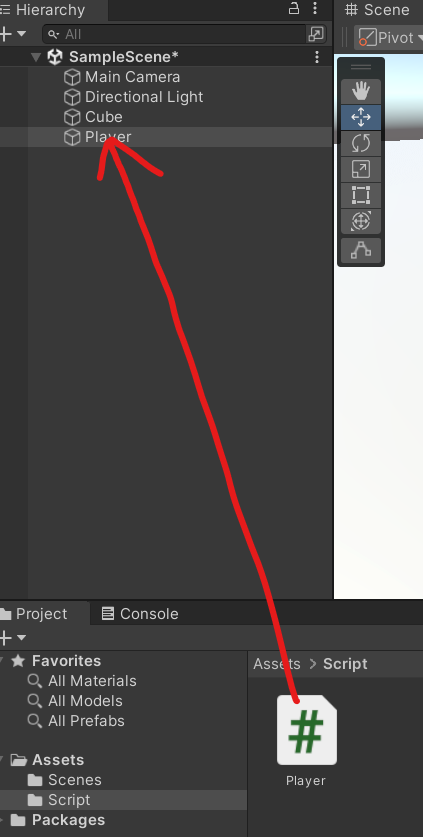 Hierarchy
Scene
All
Pivot
SampleScene*
Main Camera
Directional Light
Cube
Player
Project
Console
Favorites
All Materials
All Models
All Prefabs
Assets
Scenes
Script
Packages
Assets > Script
#
Player